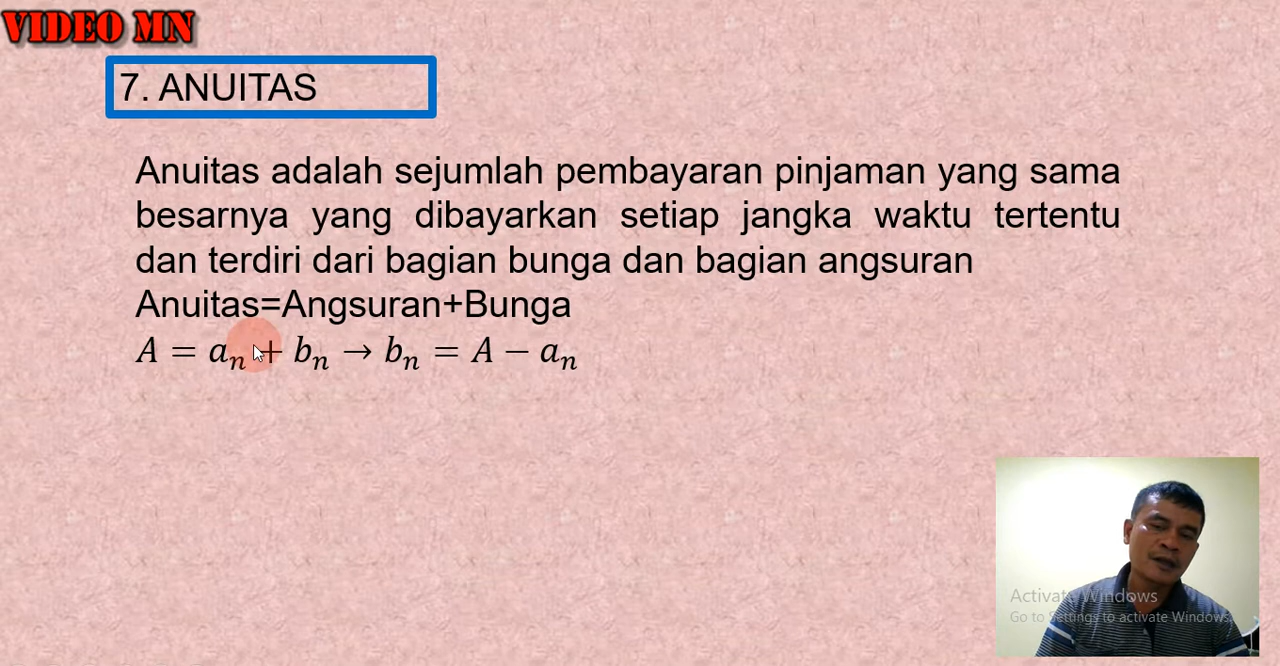 VIDEO MN
7. ANUITAS
Anuitas adalah sejumlah pembayaran pinjaman yang sama
besarnya yang dibayarkan setiap jangka waktu tertentu
dan terdiri dari bagian bunga dan bagian angsuran
Anuitas=Angsuran+Bunga
A = aₙ + bₙ → bₙ = A − aₙ
Activate Windows
Go to Settings to activate Windows.